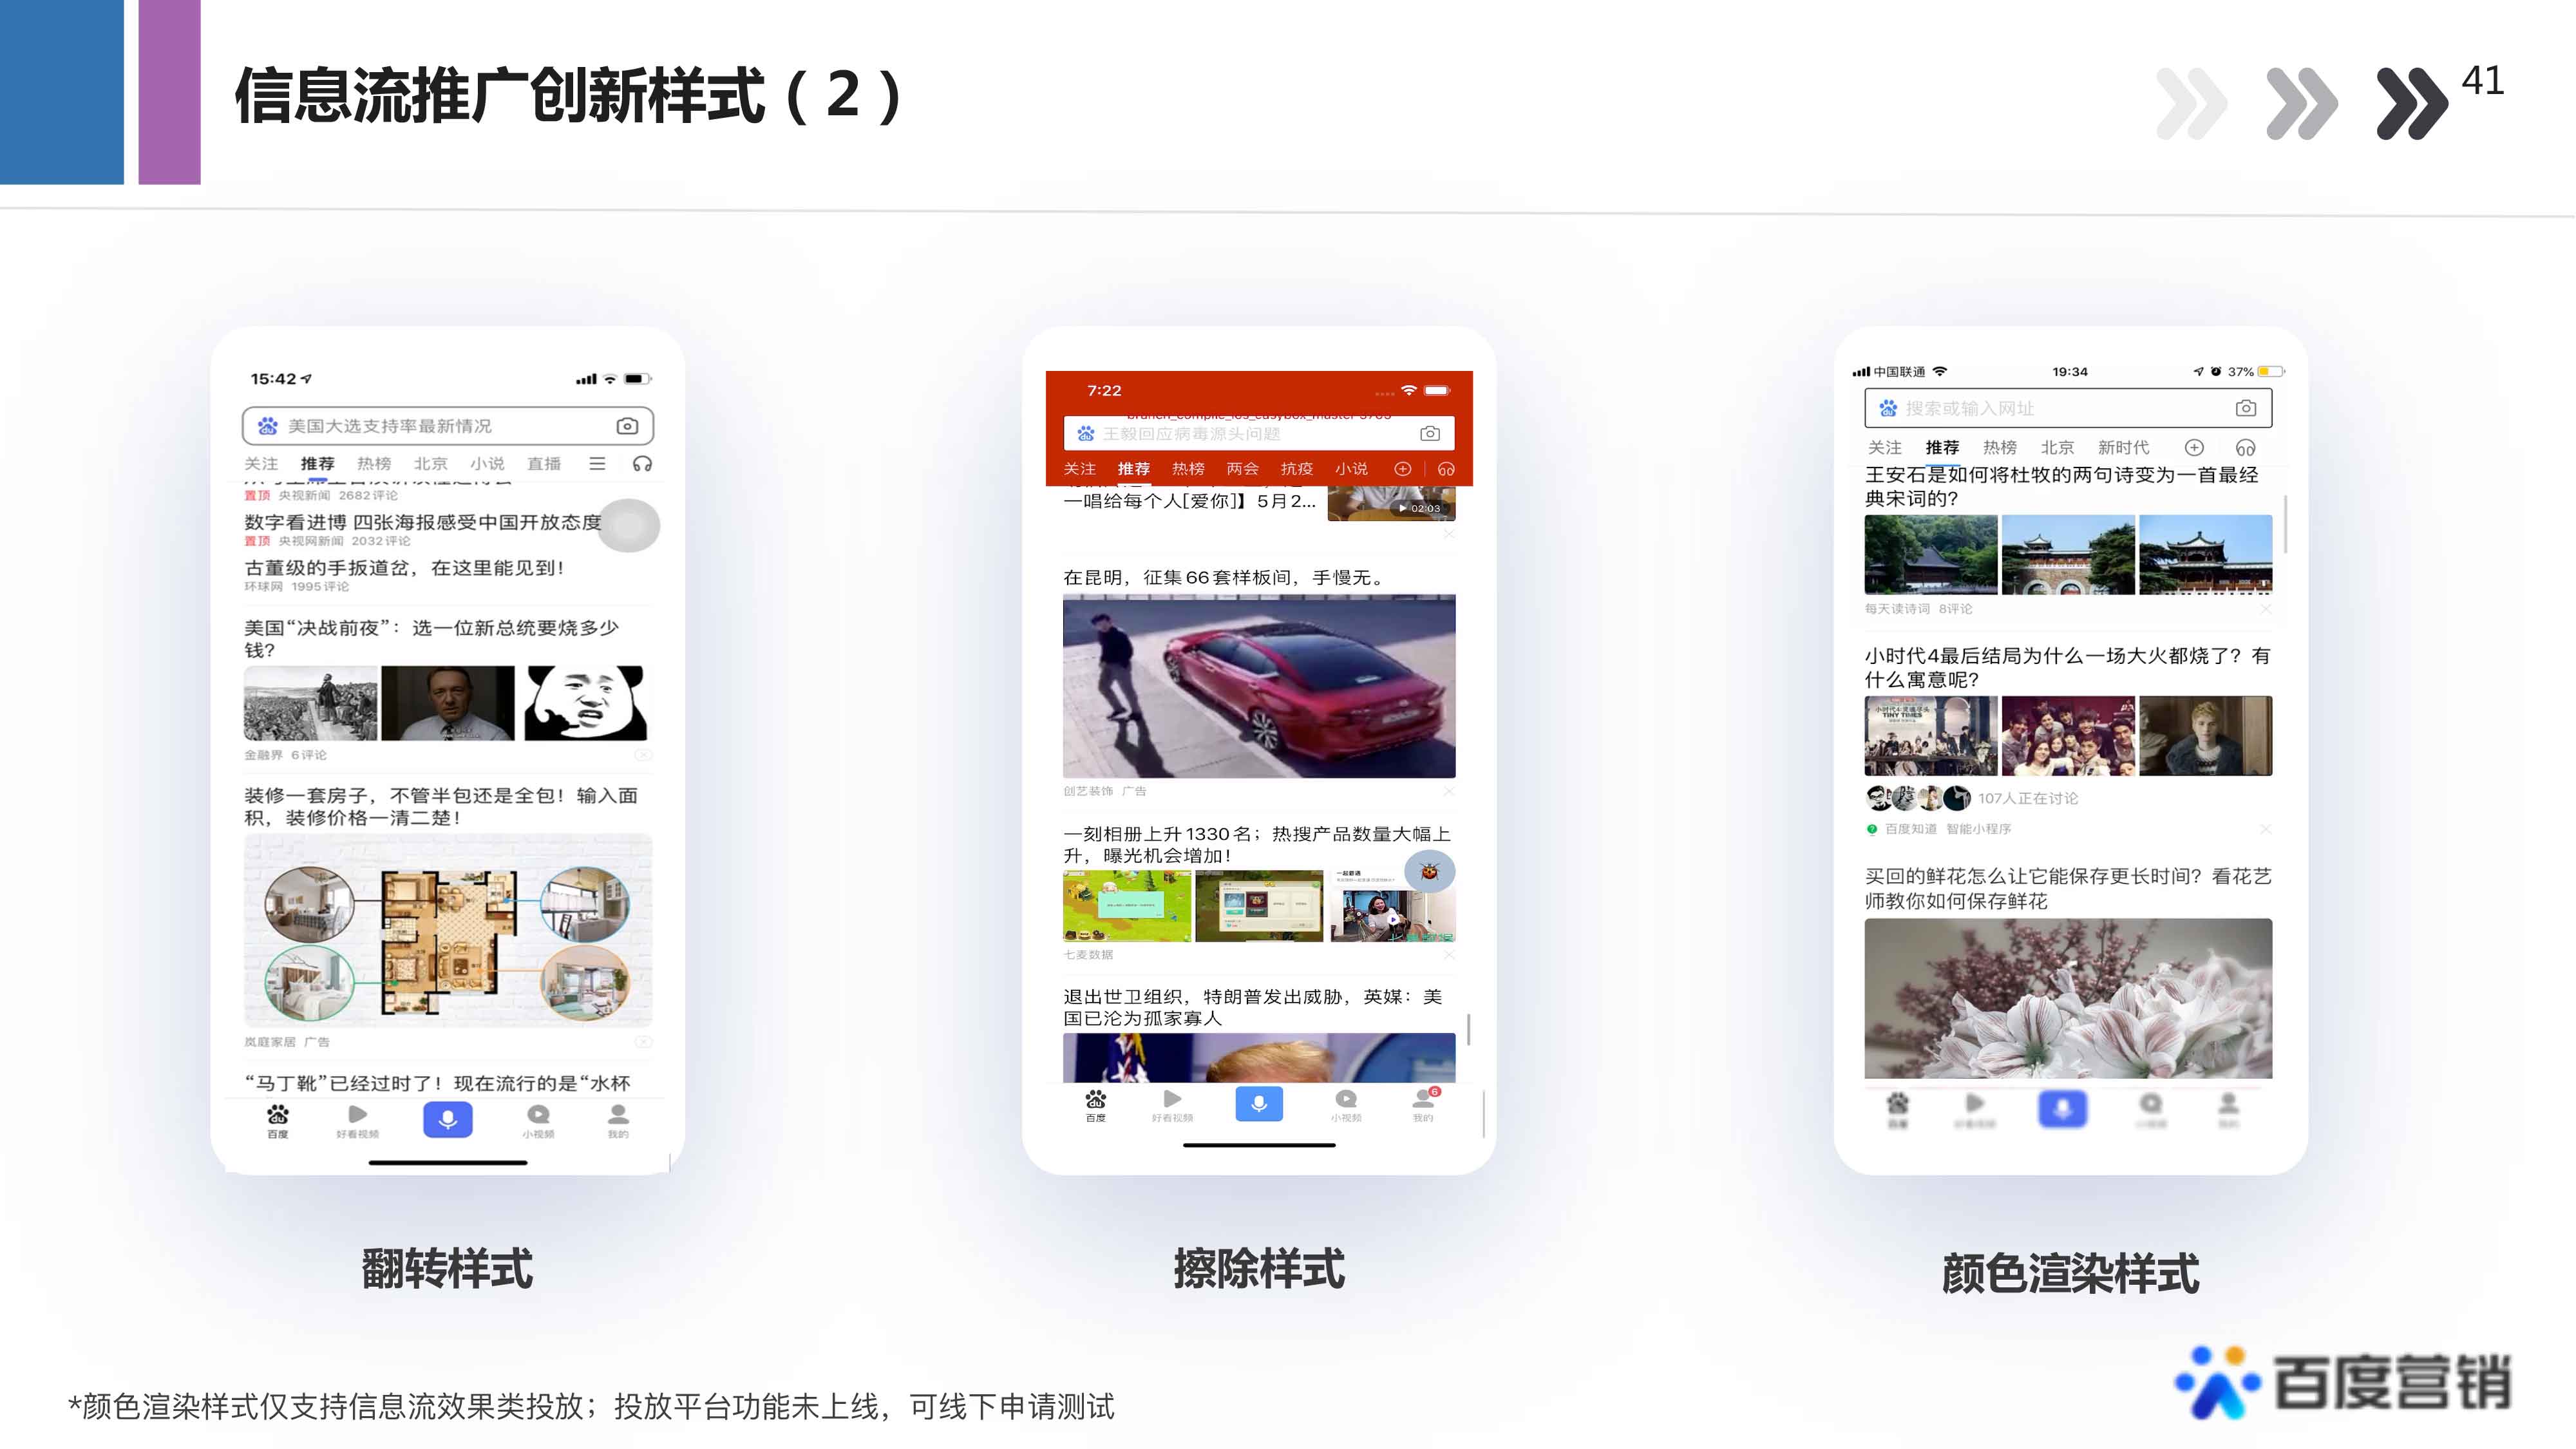 信息流推广创新样式（2）
41
15:42
美国大选支持率最新情况
关注 推荐 热榜 北京 小说 直播
置顶 央视新闻 2682评论
数字看进博 四张海报感受中国开放态度
置顶 央视网新闻 2032评论
古董级的手扳道岔，在这里能见到！
环球网 1995评论
美国“决战前夜”：选一位新总统要烧多少
钱？
金融界 6评论
装修一套房子，不管半包还是全包！输入面
积，装修价格一清二楚！
岚庭家居 广告
“马丁靴”已经过时了！现在流行的是“水杯
百度 好看视频 小视频 我的
翻转样式
7:22
王毅回应病毒源头问题
关注 推荐 热榜 两会 抗疫 小说
一唱给每个人[爱你]】5月2...
02:03
在昆明，征集66套样板间，手慢无。
创艺装饰 广告
一刻相册上升1330名；热搜产品数量大幅上
升，曝光机会增加！
七麦数据
退出世卫组织，特朗普发出威胁，英媒：美
国已沦为孤家寡人
6
百度 好看视频 小视频 我的
擦除样式
中国联通 19:34 37%
搜索或输入网址
关注 推荐 热榜 北京 新时代
王安石是如何将杜牧的两句诗变为一首最经
典宋词的？
每天读诗词 8评论
小时代4最后结局为什么一场大火都烧了？有
什么寓意呢？
TINY TIMES
107人正在讨论
百度知道 智能小程序
买回的鲜花怎么让它能保存更长时间？看花艺
师教你如何保存鲜花
颜色渲染样式
*颜色渲染样式仅支持信息流效果类投放；投放平台功能未上线，可线下申请测试
百度营销